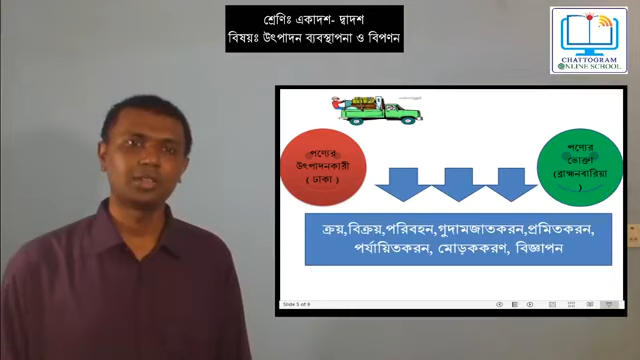 শ্রেণিঃ একাদশ- দ্বাদশ
বিষয়ঃ উৎপাদন ব্যবস্থাপনা ও বিপণন
CHATTOGRAM
ONLINE SCHOOL
পণ্যের
উৎপাদনকারী
( ঢাকা )
পণ্যের
ভোক্তা
(ব্রাহ্মনবারিয়া
)
ক্রয়,বিক্রয়,পরিবহন,গুদামজাতকরন,প্রমিতকরন,
পর্যায়িতকরন, মোড়ককরণ, বিজ্ঞাপন
Slide 5 of 9